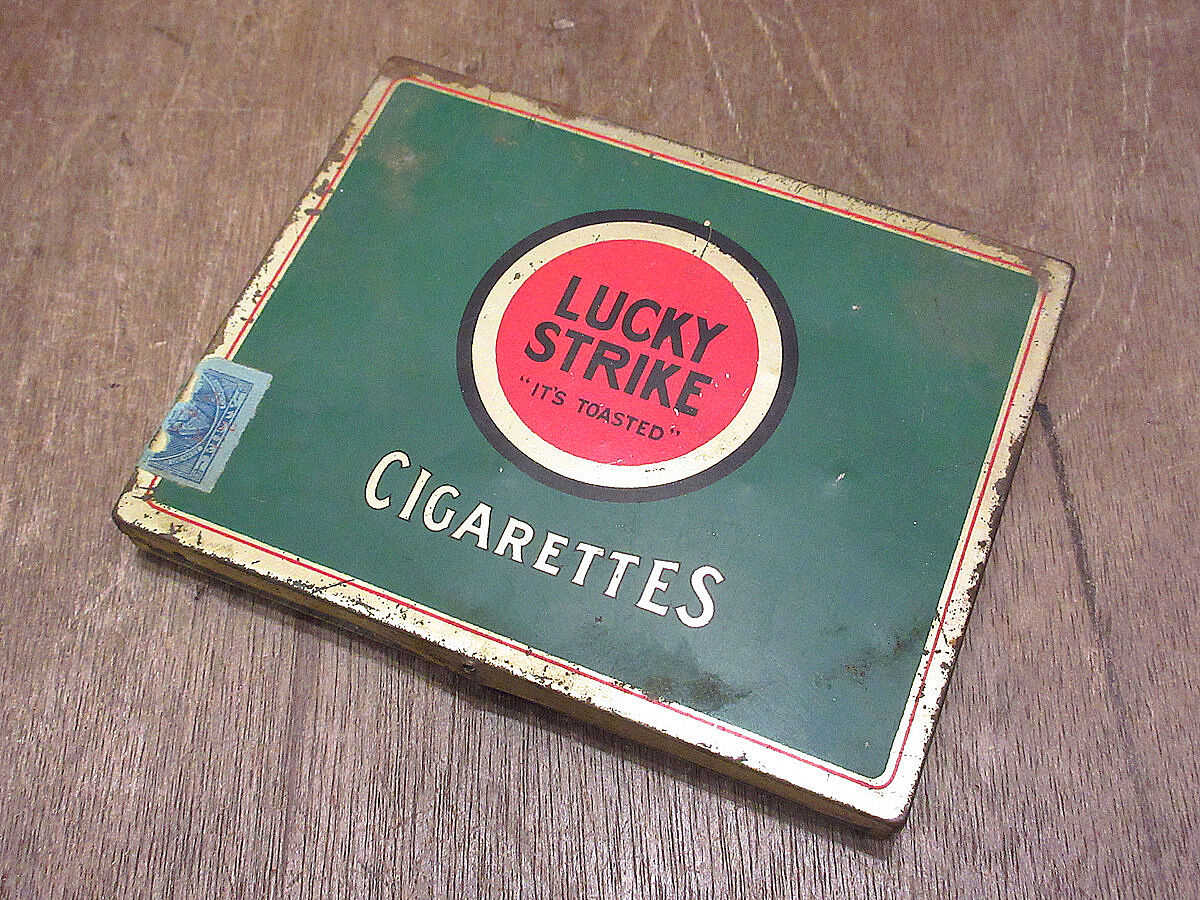 LUCKY
STRIKE
"IT'S TOASTED"
CIGARETTES